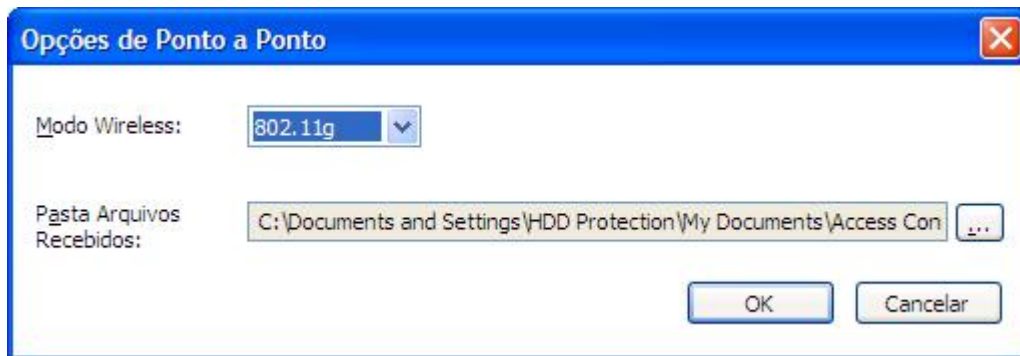 Opções de Ponto a Ponto
Modo Wireless:
802.11g
Pasta Arquivos
Recebidos:
C:\Documents and Settings\HDD Protection\My Documents\Access Con
...
OK
Cancelar